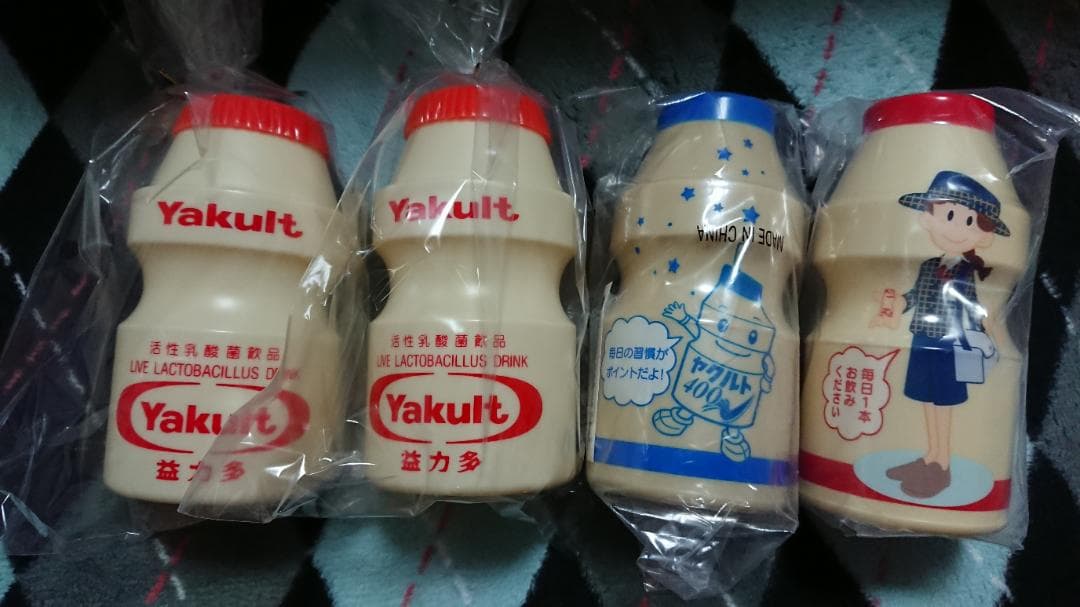 Yakult
活性乳酸菌飲品
LIVE LACTOBACILLUS DRINK
Yakult
益力多
Yakult
活性乳酸菌飲品
LIVE LACTOBACILLUS DRINK
Yakult
益力多
MADE IN CHINA
毎日の習慣が
ポイントだよ!
ヤクルト
400
毎日1本
お飲み
ください